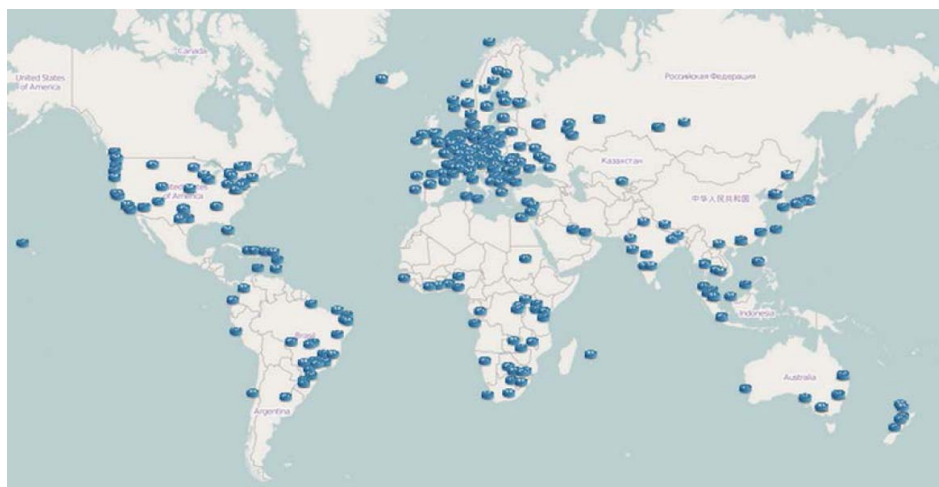 Canada
United States
of America
Российская Федерация
Казахстан
United States
of America
中华人民共和国
Brasil
Indonesia
Australia
Argentina